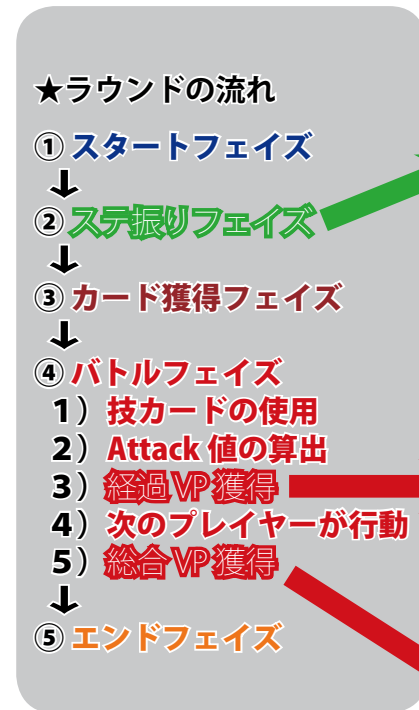 ★ラウンドの流れ
①スタートフェイズ
↓
②ステ振りフェイズ
↓
③カード獲得フェイズ
↓
④バトルフェイズ
1）技カードの使用
2）Attack 値の算出
3）経過VP獲得
4）次のプレイヤーが行動
5）総合VP獲得
↓
⑤エンドフェイズ